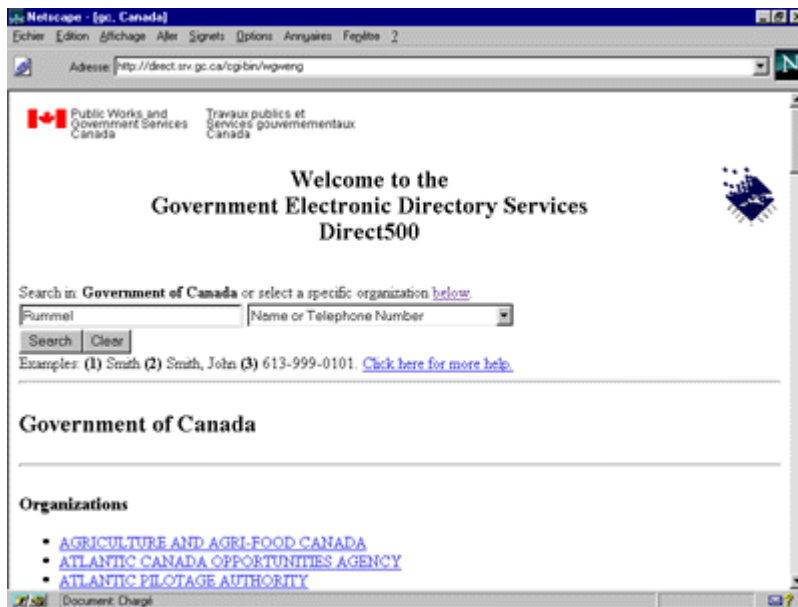 Netscape - [gc, Canada]
Fichier Edition Affichage Aller Signets Options Annuaires Fenêtre ?
Adresse: http://direct.srv.gc.ca/cgi-bin/wgweng
N
Public Works and Government Services Canada
Travaux publics et Services gouvernementaux Canada
Welcome to the
Government Electronic Directory Services
Direct500
Search in: Government of Canada or select a specific organization below.
Rummel Name or Telephone Number
Search Clear
Examples: (1) Smith (2) Smith, John (3) 613-999-0101. Click here for more help.
Government of Canada
Organizations
• AGRICULTURE AND AGRI-FOOD CANADA
• ATLANTIC CANADA OPPORTUNITIES AGENCY
• ATLANTIC PILOTAGE AUTHORITY
Document: Chargé